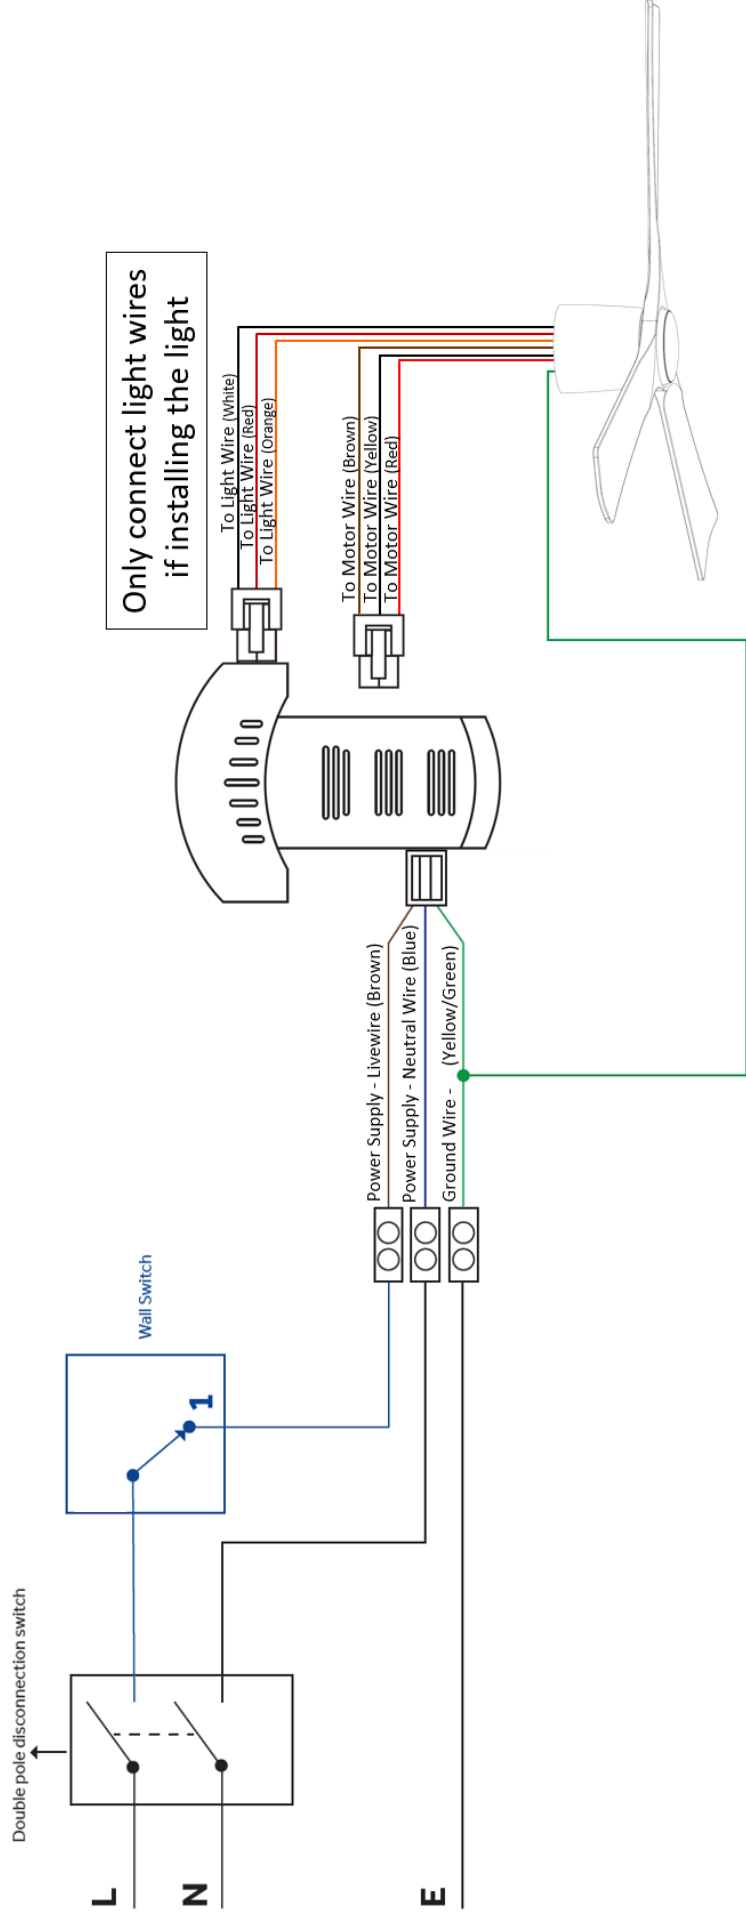 Only connect light wires
if installing the light
To Light Wire (White)
To Light Wire (Red)
To Light Wire (Orange)
To Motor Wire (Brown)
To Motor Wire (Yellow)
To Motor Wire (Red)
Power Supply - Livewire (Brown)
Power Supply - Neutral Wire (Blue)
Ground Wire - (Yellow/Green)
Wall Switch
1
Double pole disconnection switch
L
N
E